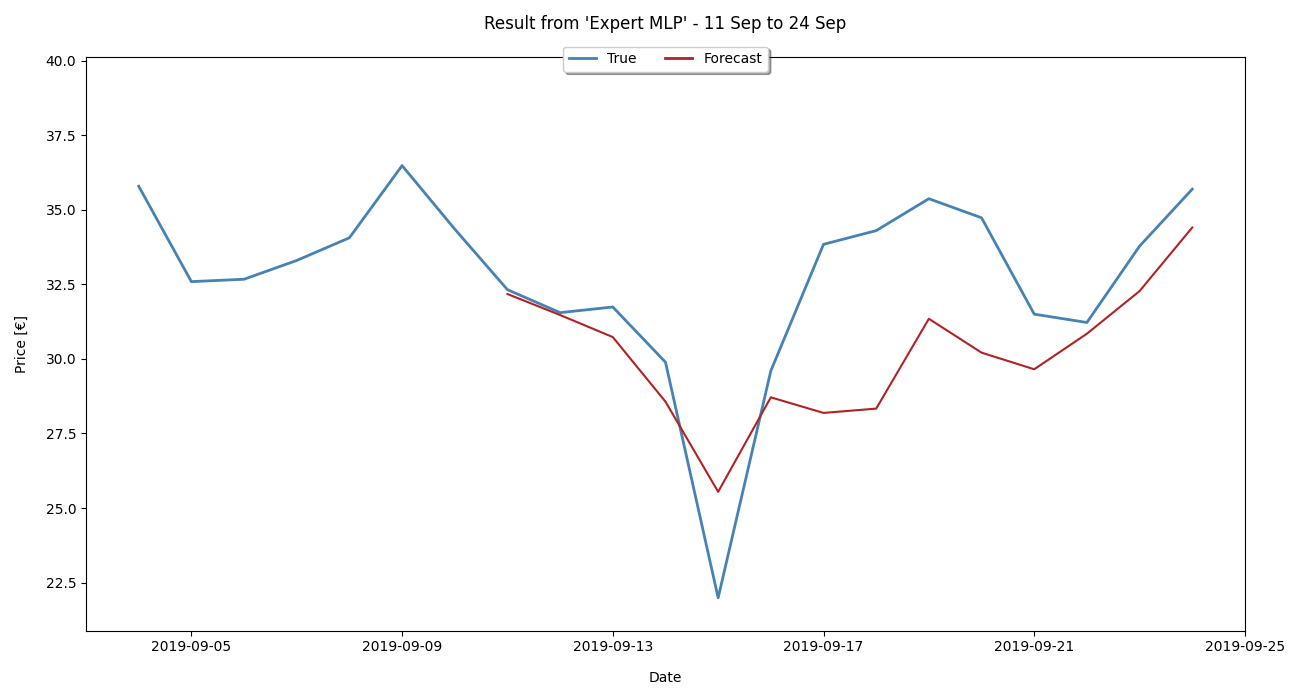 Result from 'Expert MLP' - 11 Sep to 24 Sep
True Forecast
40.0
37.5
35.0
32.5
30.0
27.5
25.0
22.5
Price [€]
2019-09-05 2019-09-09 2019-09-13 2019-09-17 2019-09-21 2019-09-25
Date